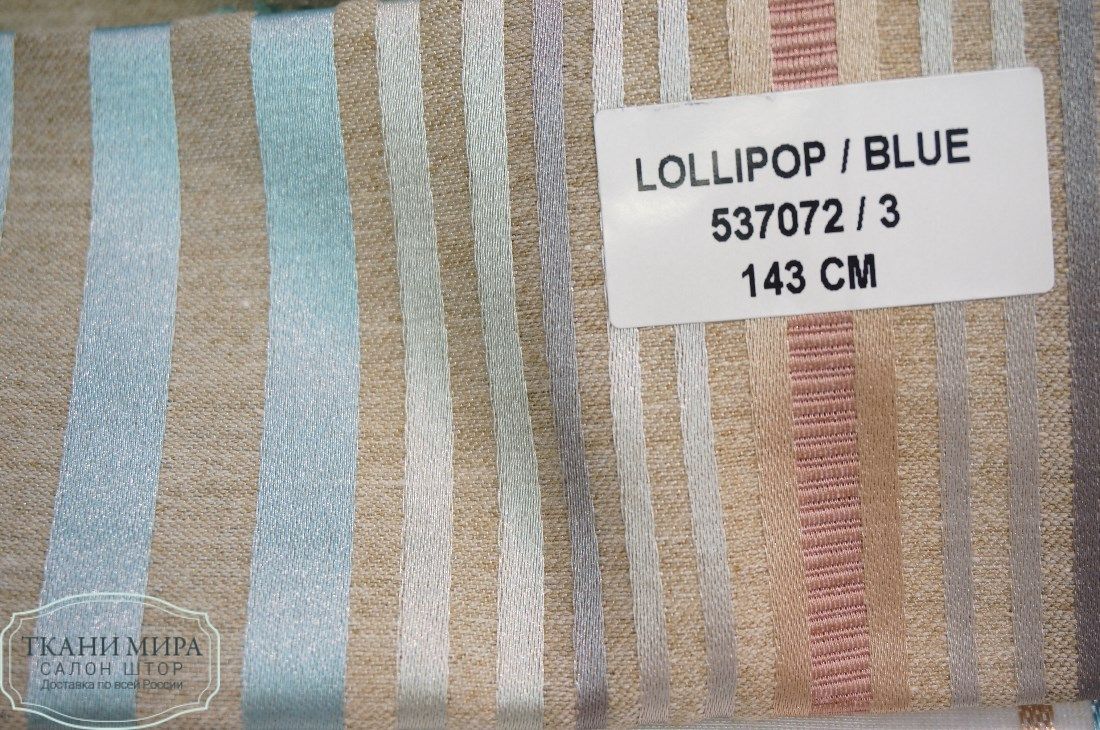 LOLLIPOP / BLUE
537072 / 3
143 CM
ТКАНИ МИРА
САЛОН ШТОР
Доставка по всей России